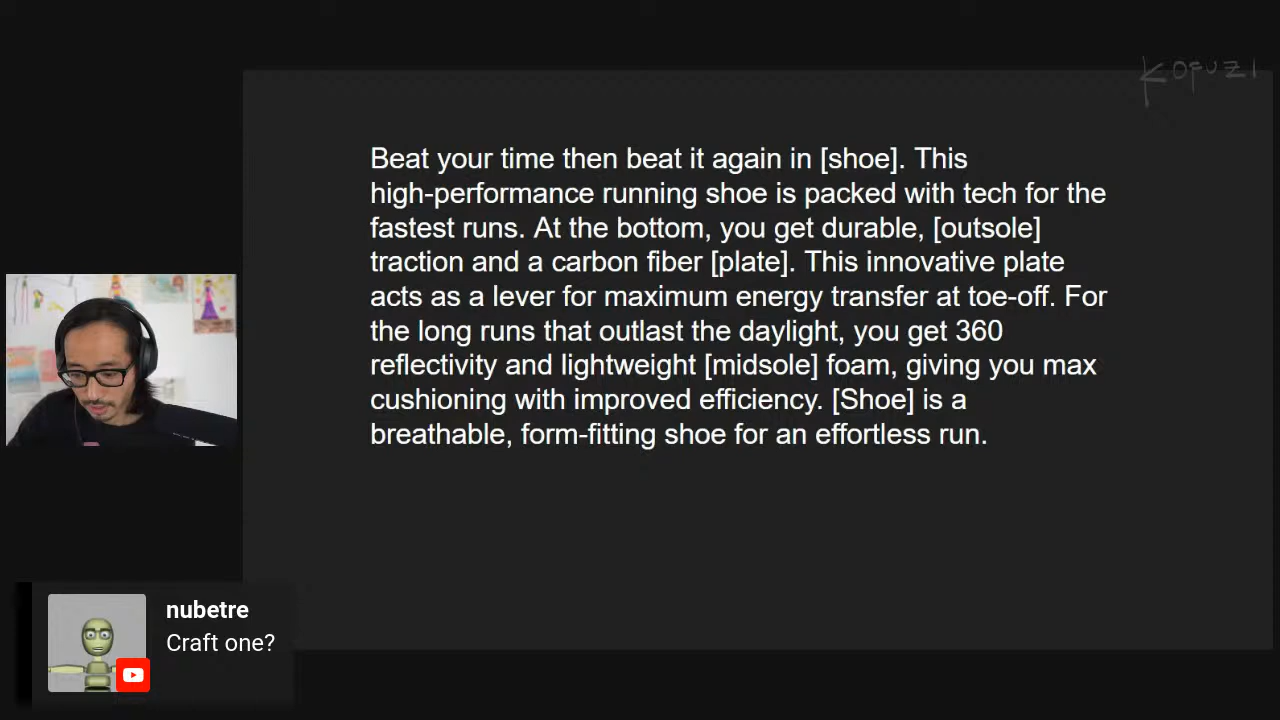 KOFUZI
Beat your time then beat it again in [shoe]. This
high-performance running shoe is packed with tech for the
fastest runs. At the bottom, you get durable, [outsole]
traction and a carbon fiber [plate]. This innovative plate
acts as a lever for maximum energy transfer at toe-off. For
the long runs that outlast the daylight, you get 360
reflectivity and lightweight [midsole] foam, giving you max
cushioning with improved efficiency. [Shoe] is a
breathable, form-fitting shoe for an effortless run.
nubetre
Craft one?